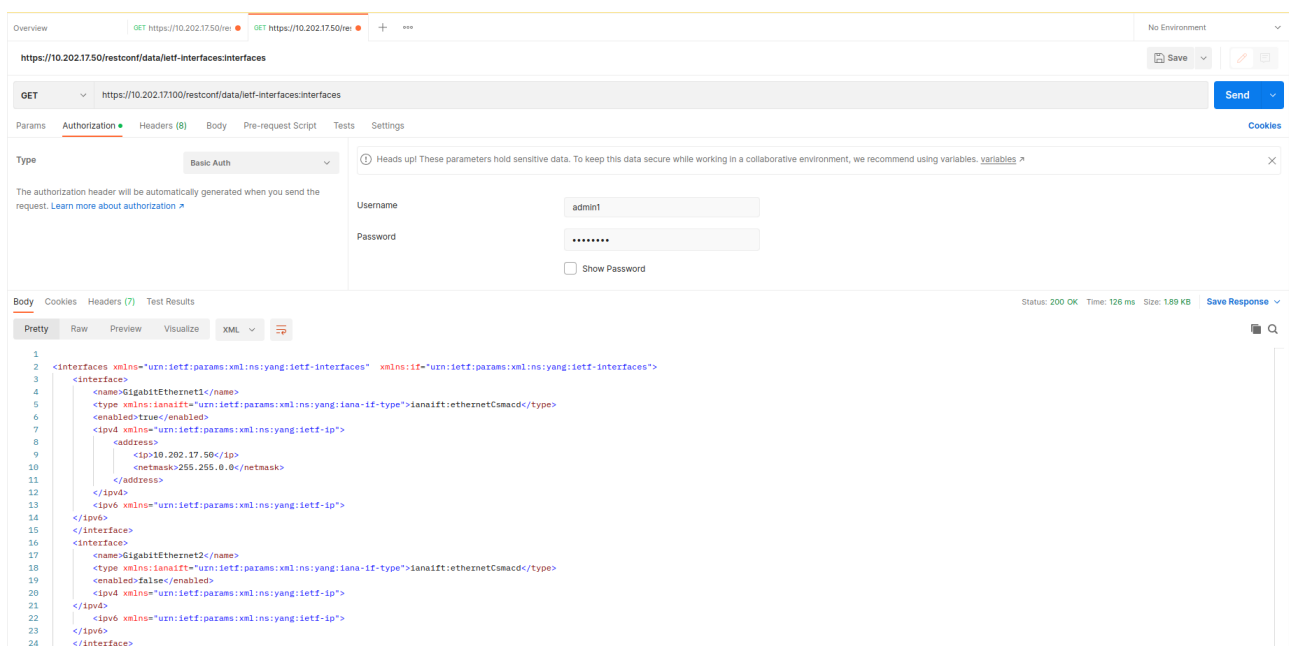 Overview GET https://10.202.17.50/re: GET https://10.202.17.50/re: + ooo No Environment
https://10.202.17.50/restconf/data/ietf-interfaces:interfaces Save
GET https://10.202.17.100/restconf/data/ietf-interfaces:interfaces Send
Params Authorization Headers (8) Body Pre-request Script Tests Settings Cookies
Type Basic Auth
Heads up! These parameters hold sensitive data. To keep this data secure while working in a collaborative environment, we recommend using variables. variables ↗
The authorization header will be automatically generated when you send the
request. Learn more about authorization ↗
Username admin1
Password ••••••••
Show Password
Body Cookies Headers (7) Test Results Status: 200 OK Time: 126 ms Size: 1.89 KB Save Response
Pretty Raw Preview Visualize XML
1
2 <interfaces xmlns="urn:ietf:params:xml:ns:yang:ietf-interfaces" xmlns:if="urn:ietf:params:xml:ns:yang:ietf-interfaces">
3 <interface>
4 <name>GigabitEthernet1</name>
5 <type xmlns:ianaift="urn:ietf:params:xml:ns:yang:iana-if-type">ianaift:ethernetCsmacd</type>
6 <enabled>true</enabled>
7 <ipv4 xmlns="urn:ietf:params:xml:ns:yang:ietf-ip">
8 <address>
9 <ip>10.202.17.50</ip>
10 <netmask>255.255.0.0</netmask>
11 </address>
12 </ipv4>
13 <ipv6 xmlns="urn:ietf:params:xml:ns:yang:ietf-ip">
14 </ipv6>
15 </interface>
16 <interface>
17 <name>GigabitEthernet2</name>
18 <type xmlns:ianaift="urn:ietf:params:xml:ns:yang:iana-if-type">ianaift:ethernetCsmacd</type>
19 <enabled>false</enabled>
20 <ipv4 xmlns="urn:ietf:params:xml:ns:yang:ietf-ip">
21 </ipv4>
22 <ipv6 xmlns="urn:ietf:params:xml:ns:yang:ietf-ip">
23 </ipv6>
24 </interface>